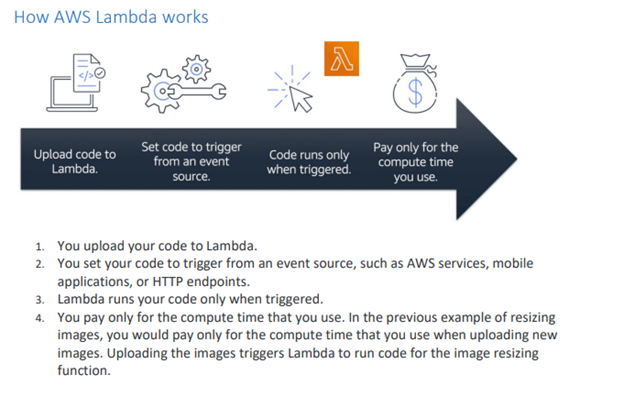 How AWS Lambda works
</>
λ
$
Upload code to
Lambda.
Set code to trigger
from an event
source.
Code runs only
when triggered.
Pay only for the
compute time
you use.
1. You upload your code to Lambda.
2. You set your code to trigger from an event source, such as AWS services, mobile
applications, or HTTP endpoints.
3. Lambda runs your code only when triggered.
4. You pay only for the compute time that you use. In the previous example of resizing
images, you would pay only for the compute time that you use when uploading new
images. Uploading the images triggers Lambda to run code for the image resizing
function.